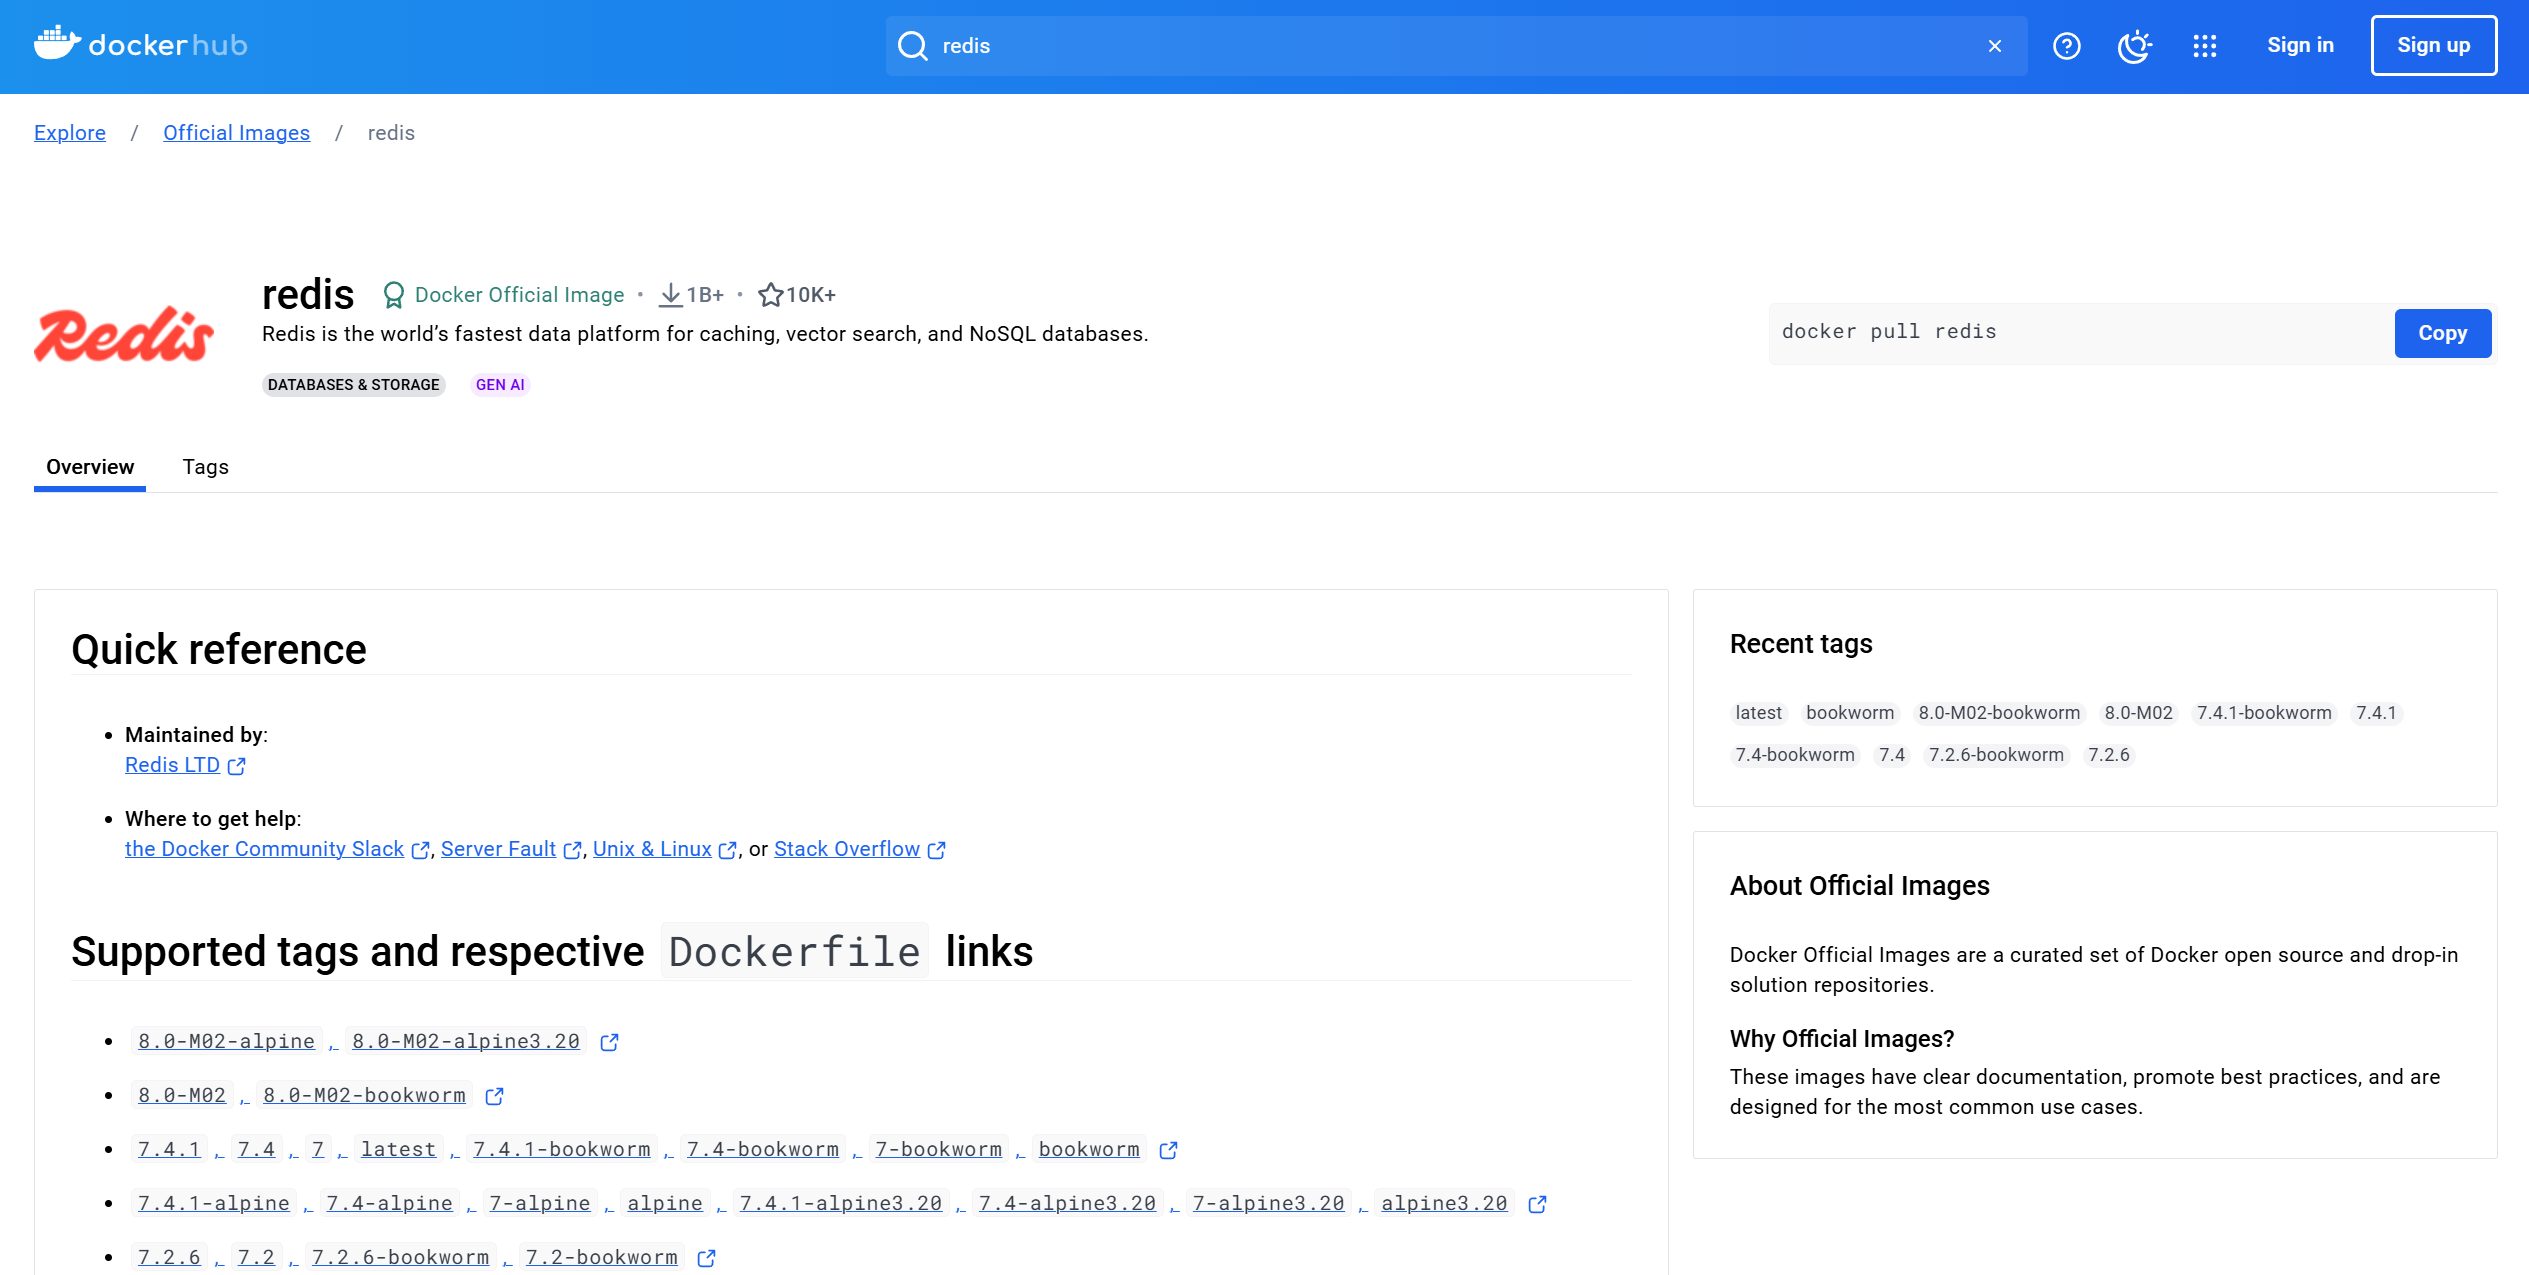 dockerhub
redis
Sign in
Sign up
Explore / Official Images / redis
Redis
redis Docker Official Image • 1B+ • 10K+
Redis is the world’s fastest data platform for caching, vector search, and NoSQL databases.
DATABASES & STORAGE GEN AI
docker pull redis
Copy
Overview Tags
Quick reference
• Maintained by:
Redis LTD
• Where to get help:
the Docker Community Slack, Server Fault, Unix & Linux, or Stack Overflow
Supported tags and respective Dockerfile links
• 8.0-M02-alpine, 8.0-M02-alpine3.20
• 8.0-M02, 8.0-M02-bookworm
• 7.4.1, 7.4, 7, latest, 7.4.1-bookworm, 7.4-bookworm, 7-bookworm, bookworm
• 7.4.1-alpine, 7.4-alpine, 7-alpine, alpine, 7.4.1-alpine3.20, 7.4-alpine3.20, 7-alpine3.20, alpine3.20
• 7.2.6, 7.2, 7.2.6-bookworm, 7.2-bookworm
Recent tags
latest bookworm 8.0-M02-bookworm 8.0-M02 7.4.1-bookworm 7.4.1
7.4-bookworm 7.4 7.2.6-bookworm 7.2.6
About Official Images
Docker Official Images are a curated set of Docker open source and drop-in
solution repositories.
Why Official Images?
These images have clear documentation, promote best practices, and are
designed for the most common use cases.